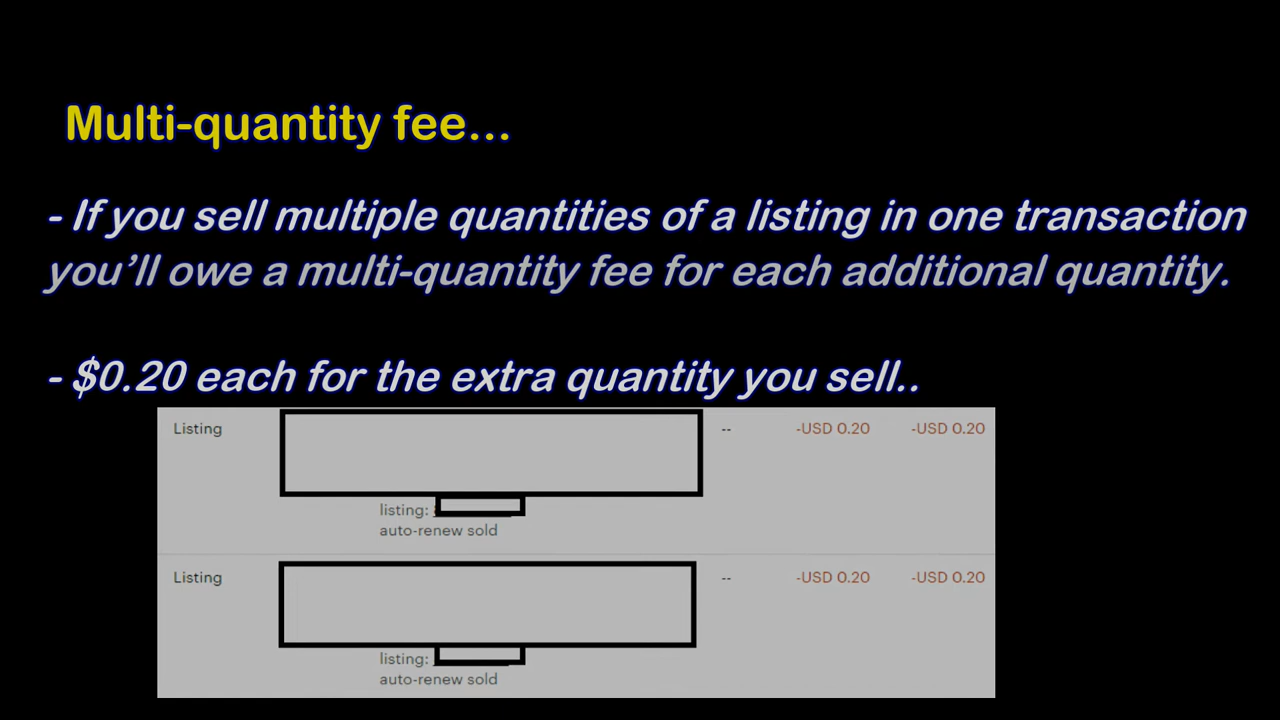 Multi-quantity fee...
- If you sell multiple quantities of a listing in one transaction
you’ll owe a multi-quantity fee for each additional quantity.
- $0.20 each for the extra quantity you sell..
Listing -- -USD 0.20 -USD 0.20
listing:
auto-renew sold
Listing -- -USD 0.20 -USD 0.20
listing:
auto-renew sold